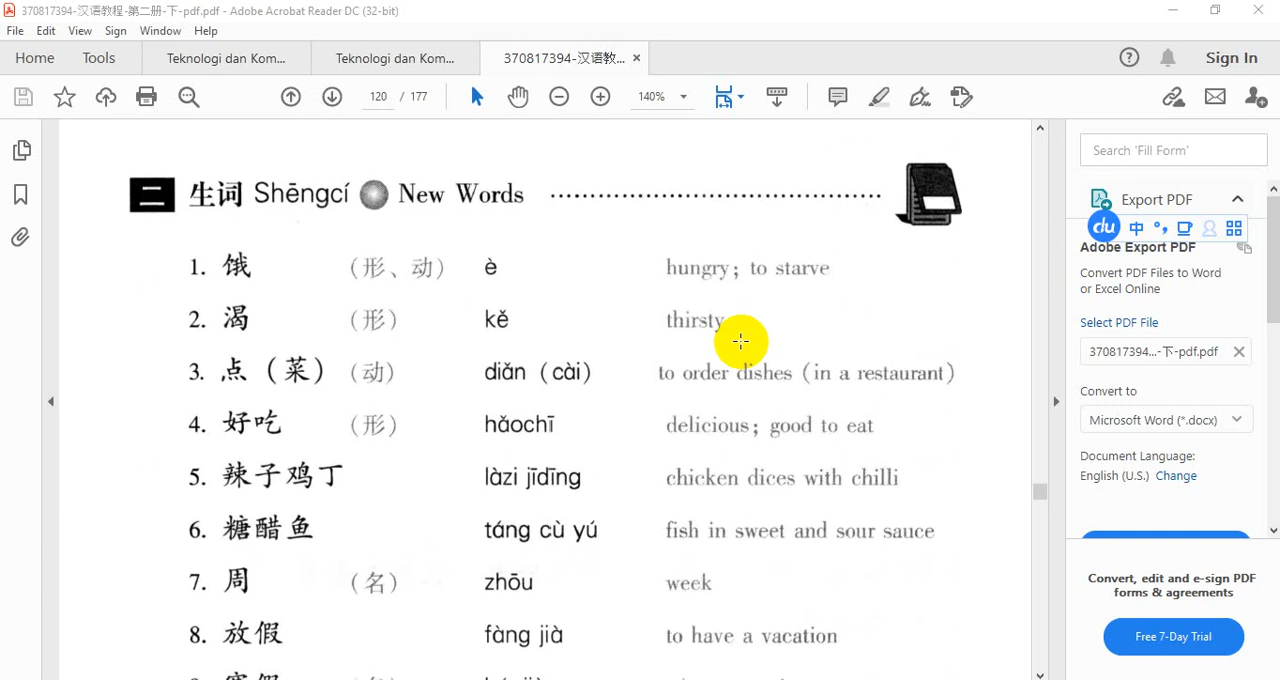 370817394-汉语教程-第二册-下-pdf.pdf - Adobe Acrobat Reader DC (32-bit)
File Edit View Sign Window Help
Home Tools Teknologi dan Kom... Teknologi dan Kom... 370817394-汉语教... Sign In
120 / 177 140%
Search 'Fill Form'
二 生词 Shēngcí New Words
Export PDF
du 中
Adobe Export PDF
Convert PDF Files to Word
or Excel Online
Select PDF File
370817394...-下-pdf.pdf
Convert to
Microsoft Word (*.docx)
Document Language:
English (U.S.) Change
1. 饿 （形、动） è hungry; to starve
2. 渴 （形） kě thirsty
3. 点（菜） （动） diǎn (cài) to order dishes (in a restaurant)
4. 好吃 （形） hǎochī delicious; good to eat
5. 辣子鸡丁 làzi jīdīng chicken dices with chilli
6. 糖醋鱼 táng cù yú fish in sweet and sour sauce
7. 周 （名） zhōu week
8. 放假 fàng jià to have a vacation
Convert, edit and e-sign PDF
forms & agreements
Free 7-Day Trial